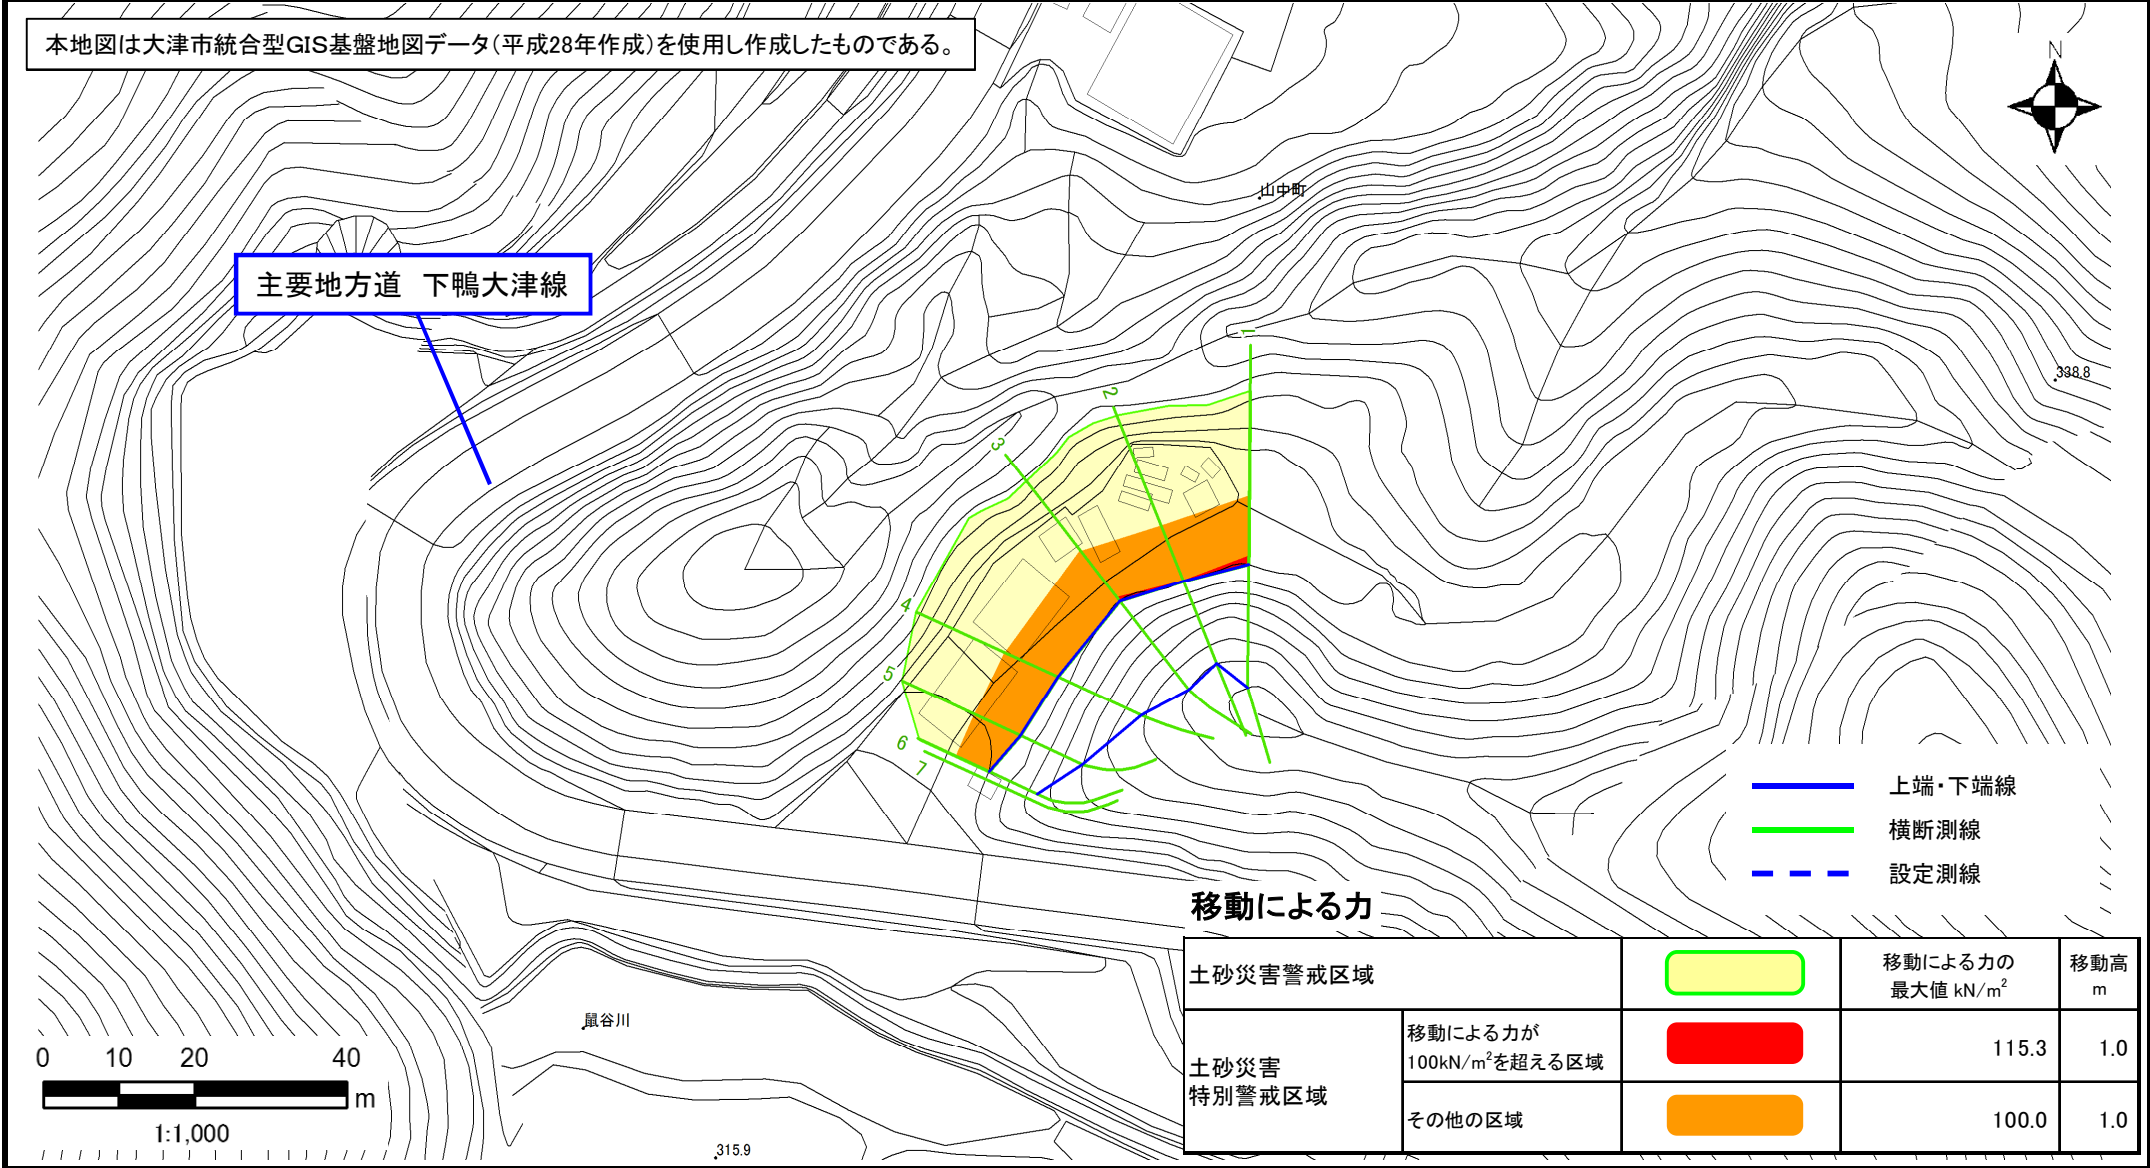 本地図は大津市統合型GIS基盤地図データ(平成28年作成)を使用し作成したものである。
N
山中町
主要地方道　下鴨大津線
338.8
1
2
3
4
5
6
7
上端・下端線
横断測線
設定測線
移動による力
土砂災害警戒区域
移動による力の
最大値 kN/m²
移動高
m
土砂災害
特別警戒区域
移動による力が
100kN/m²を超える区域
115.3
1.0
その他の区域
100.0
1.0
鼠谷川
315.9
0 10 20 40
m
1:1,000